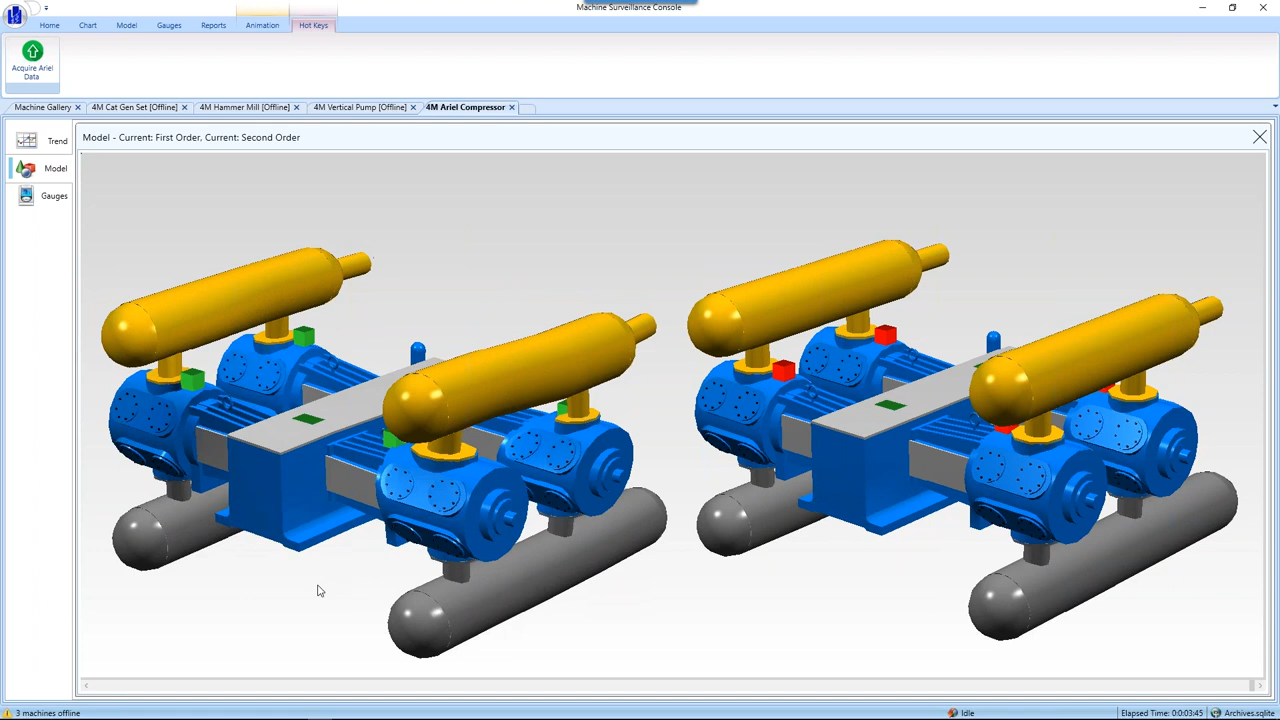 Machine Surveillance Console
Home Chart Model Gauges Reports Animation Hot Keys
Acquire Ariel
Data
Machine Gallery 4M Cat Gen Set [Offline] 4M Hammer Mill [Offline] 4M Vertical Pump [Offline] 4M Ariel Compressor
Trend
Model
Gauges
Model - Current: First Order, Current: Second Order
3 machines offline
Idle
Elapsed Time: 0:0:03:45
Archives.sqlite